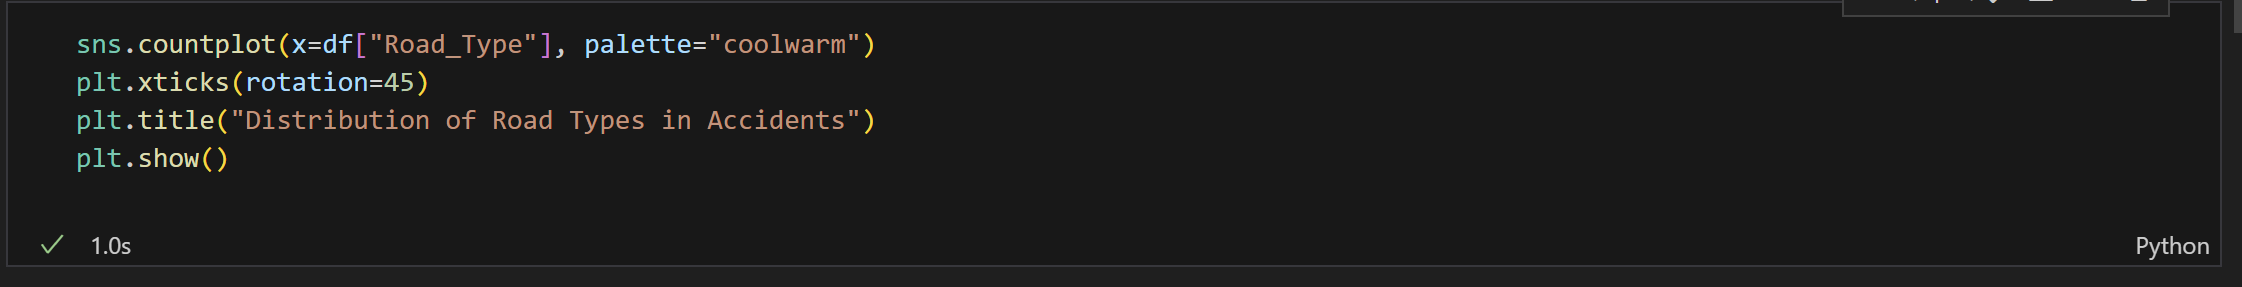 sns.countplot(x=df["Road_Type"], palette="coolwarm")
plt.xticks(rotation=45)
plt.title("Distribution of Road Types in Accidents")
plt.show()
1.0s
Python